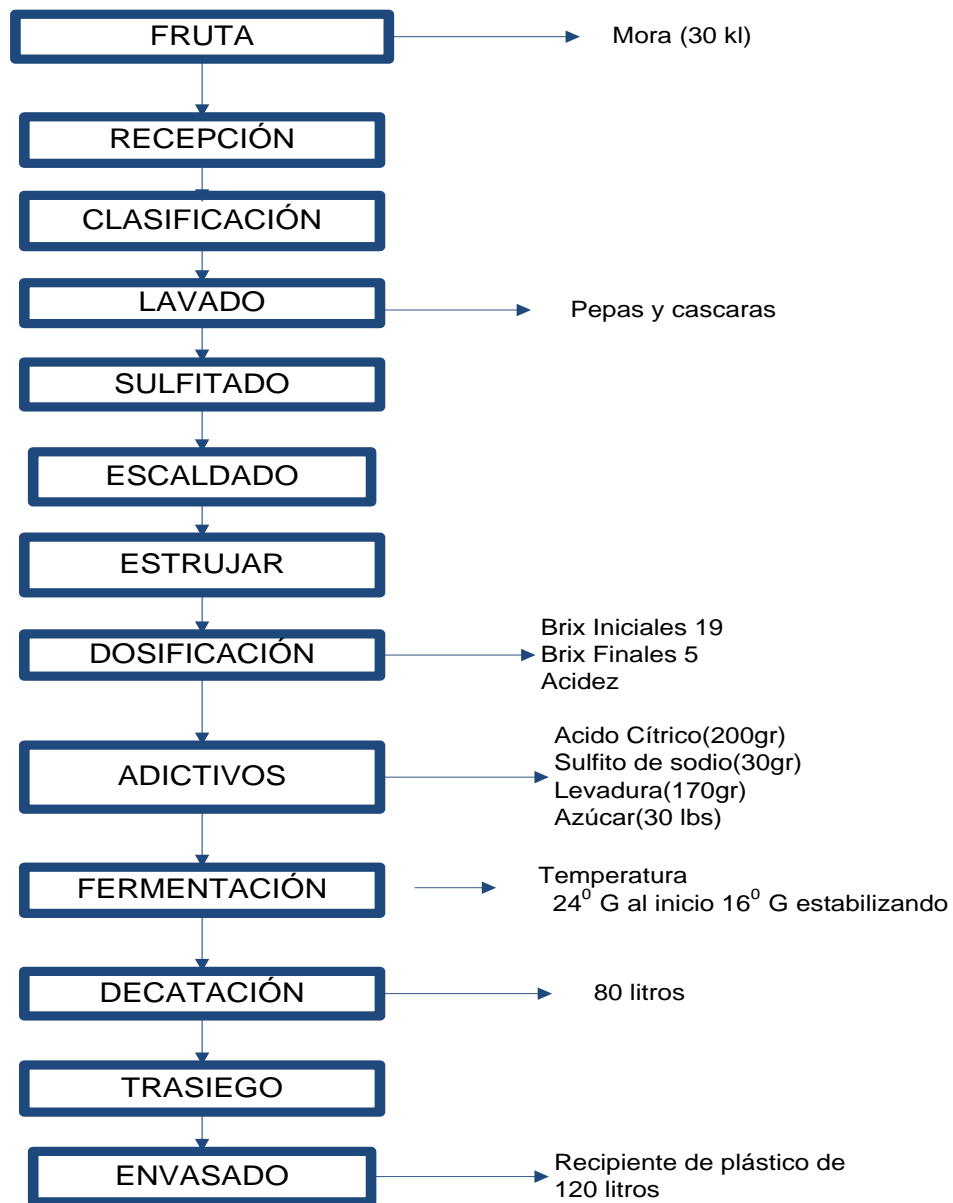 FRUTA
Mora (30 kl)
RECEPCIÓN
CLASIFICACIÓN
LAVADO
Pepas y cascaras
SULFITADO
ESCALDADO
ESTRUJAR
DOSIFICACIÓN
Brix Iniciales 19
Brix Finales 5
Acidez
ADICTIVOS
Acido Cítrico(200gr)
Sulfito de sodio(30gr)
Levadura(170gr)
Azúcar(30 lbs)
FERMENTACIÓN
Temperatura
24⁰ G al inicio 16⁰ G estabilizando
DECATACIÓN
80 litros
TRASIEGO
ENVASADO
Recipiente de plástico de
120 litros